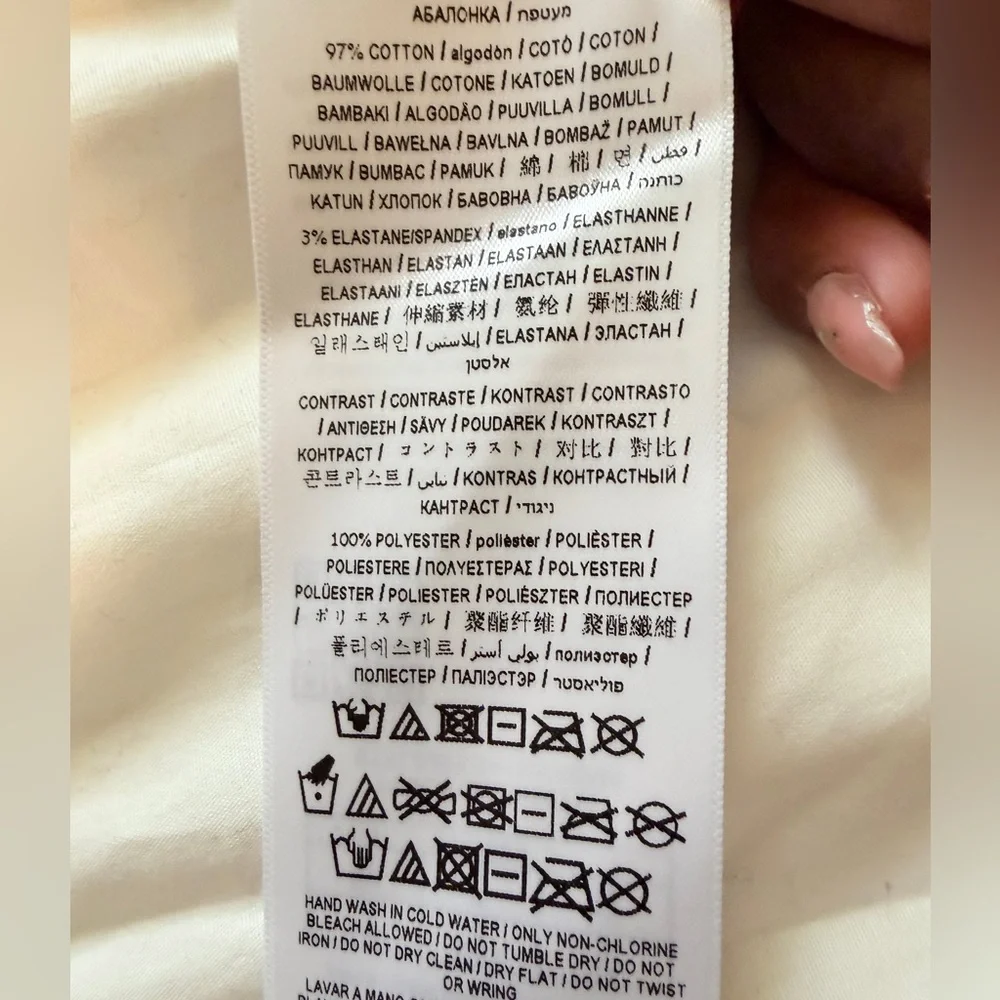 АБАЛОНКА / מעטפת
97% COTTON / algodòn / COTÒ / COTON /
BAUMWOLLE / COTONE / KATOEN / BOMULD /
BAMBAKI / ALGODÃO / PUUVILLA / BOMULL /
PUUVILL / BAWEŁNA / BAVLNA / BOMBAŽ / PAMUT /
ПАМУК / BUMBAC / PAMUK / 綿 / 棉 / 면 / قطن /
KATUN / ХЛОПОК / БАВОВНА / БАВОЎНА / כותנה
3% ELASTANE/SPANDEX / elastano / ELASTHANNE /
ELASTHAN / ELASTAN / ELASTAAN / ΕΛΑΣΤΑΝΗ /
ELASTAANI / ELASZTÉN / ЕЛАСТАН / ELASTIN /
ELASTHANE / 伸縮素材 / 氨纶 / 彈性纖維 /
일래스태인 / إيلاستين / ELASTANA / ЭЛАСТАН /
אלסטן
CONTRAST / CONTRASTE / KONTRAST / CONTRASTO
/ ΑΝΤΙΘΕΣΗ / SÄVY / POUDAREK / KONTRASZT /
КОНТРАСТ / コントラスト / 对比 / 對比 /
콘트라스트 / تباين / KONTRAS / КОНТРАСТНЫЙ /
КАНТРАСТ / ניגודי
100% POLYESTER / poliéster / POLIÈSTER /
POLIESTERE / ΠΟΛΥΕΣΤΕΡΑΣ / POLYESTERI /
POLÜESTER / POLIESTER / POLIÉSZTER / ПОЛИЕСТЕР
/ ポリエステル / 聚酯纤维 / 聚酯纖維 /
폴리에스테르 / بولي أستر / полиэстер /
ПОЛІЕСТЕР / ПАЛІЭСТЭР / פוליאסטר
HAND WASH IN COLD WATER / ONLY NON-CHLORINE
BLEACH ALLOWED / DO NOT TUMBLE DRY / DO NOT
IRON / DO NOT DRY CLEAN / DRY FLAT / DO NOT TWIST
OR WRING
LAVAR A MANO